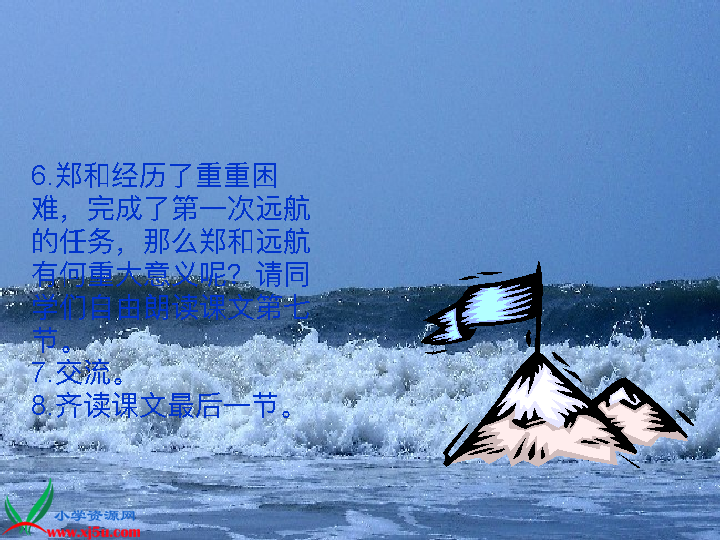 6.郑和经历了重重困
难，完成了第一次远航
的任务，那么郑和远航
有何重大意义呢？请同
学们自由朗读课文第七
节。
7.交流。
8.齐读课文最后一节。
小学资源网
www.xj5u.com